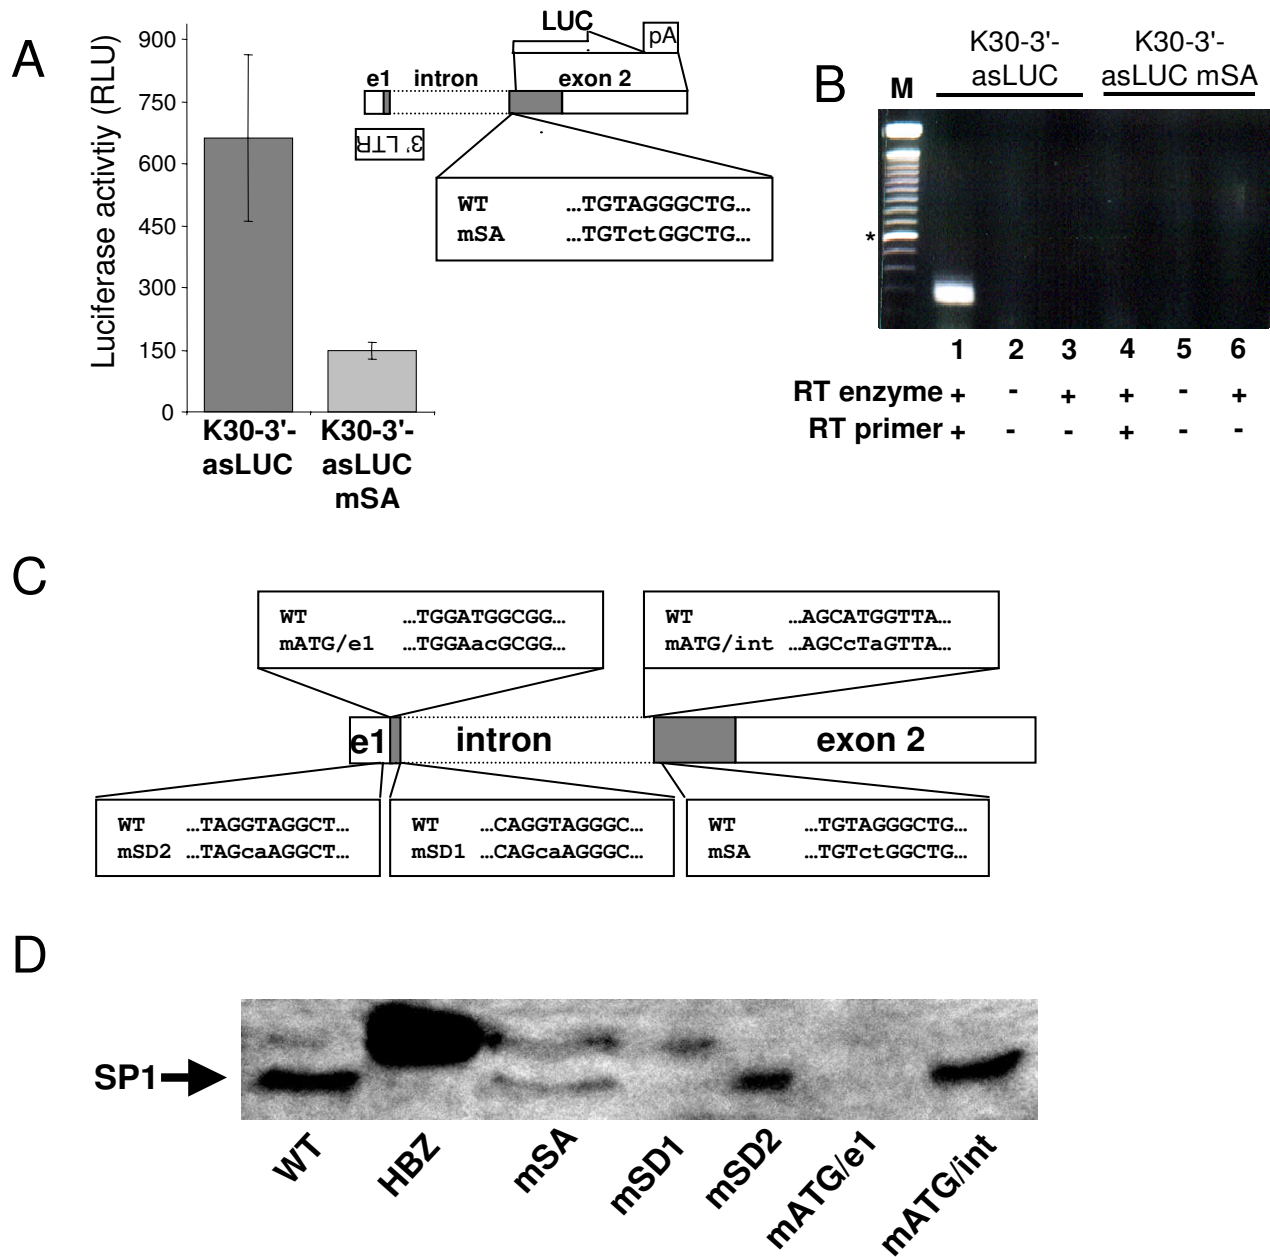 A
Luciferase activtiy (RLU)
900
750
600
450
300
150
0
K30-3'-
asLUC
K30-3'-
asLUC
mSA
LUC
pA
e1 intron exon 2
3' LTR
WT ...TGTAGGGCTG...
mSA ...TGTctGGCTG...
B
M
K30-3'-
asLUC
K30-3'-
asLUC mSA
*
1 2 3 4 5 6
RT enzyme + - + + - +
RT primer + - - + - -
C
WT ...TGGATGGCGG...
mATG/e1 ...TGGAacGCGG...
WT ...AGCATGGTTA...
mATG/int ...AGCcTaGTTA...
e1 intron exon 2
WT ...TAGGTAGGCT...
mSD2 ...TAGcaAGGCT...
WT ...CAGGTAGGGC...
mSD1 ...CAGcaAGGGC...
WT ...TGTAGGGCTG...
mSA ...TGTctGGCTG...
D
SP1
WT HBZ mSA mSD1 mSD2 mATG/e1 mATG/int